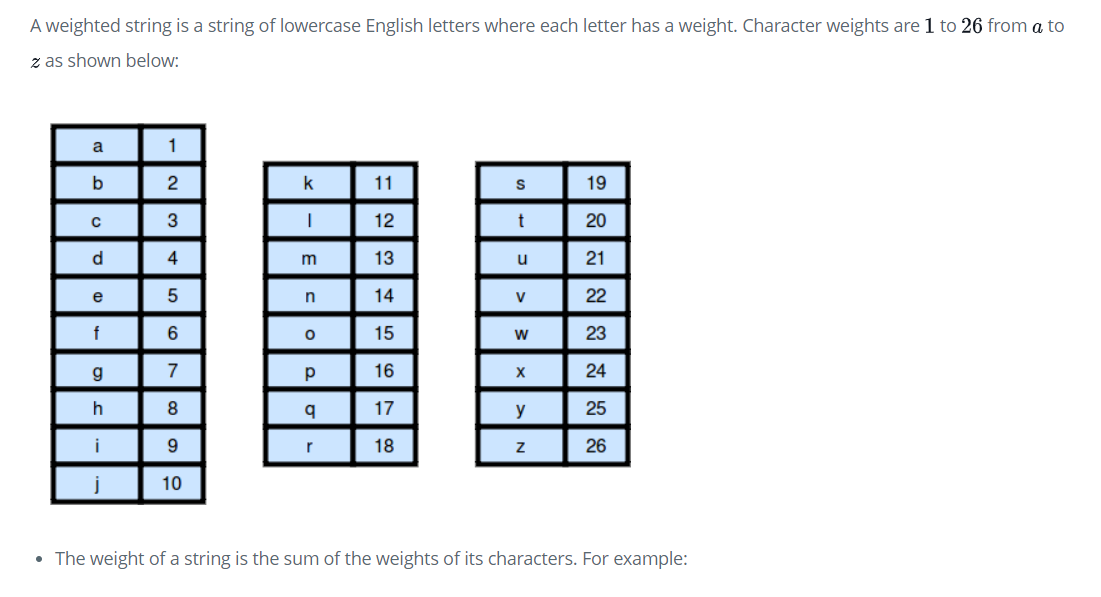 A weighted string is a string of lowercase English letters where each letter has a weight. Character weights are 1 to 26 from a to
z as shown below:
a 1
b 2
c 3
d 4
e 5
f 6
g 7
h 8
i 9
j 10
k 11
l 12
m 13
n 14
o 15
p 16
q 17
r 18
s 19
t 20
u 21
v 22
w 23
x 24
y 25
z 26
• The weight of a string is the sum of the weights of its characters. For example: